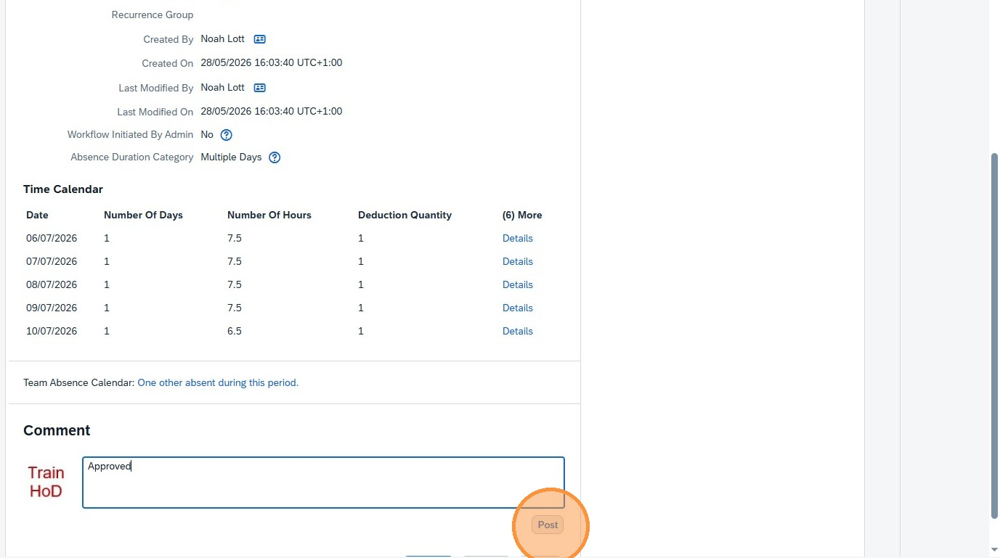 Recurrence Group
Created By Noah Lott
Created On 28/05/2026 16:03:40 UTC+1:00
Last Modified By Noah Lott
Last Modified On 28/05/2026 16:03:40 UTC+1:00
Workflow Initiated By Admin No
Absence Duration Category Multiple Days
Time Calendar
Date Number Of Days Number Of Hours Deduction Quantity (6) More
06/07/2026 1 7.5 1 Details
07/07/2026 1 7.5 1 Details
08/07/2026 1 7.5 1 Details
09/07/2026 1 7.5 1 Details
10/07/2026 1 6.5 1 Details
Team Absence Calendar: One other absent during this period.
Comment
Train
HoD
Approved
Post